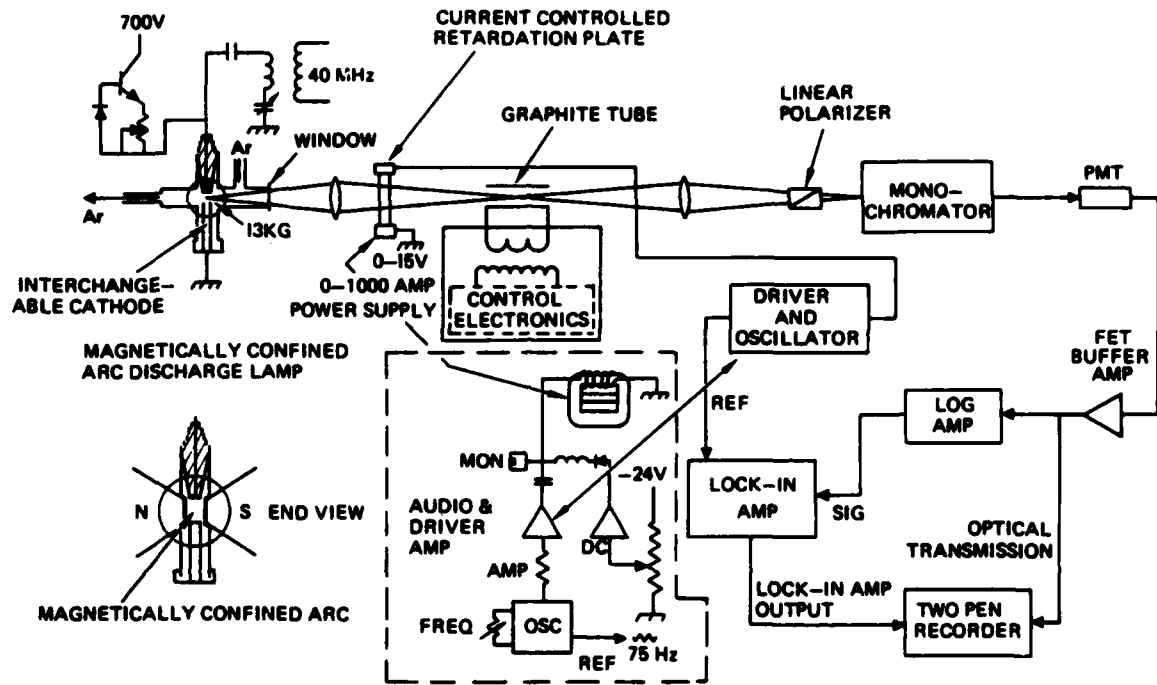 700V
CURRENT CONTROLLED
RETARDATION PLATE
40 MHz
WINDOW
GRAPHITE TUBE
LINEAR
POLARIZER
Ar
Ar
13KG
MONO-
CHROMATOR
PMT
INTERCHANGE-
ABLE CATHODE
0-15V
0-1000 AMP
POWER SUPPLY
CONTROL
ELECTRONICS
DRIVER
AND
OSCILLATOR
FET
BUFFER
AMP
MAGNETICALLY CONFINED
ARC DISCHARGE LAMP
REF
LOG
AMP
MON
-24V
LOCK-IN
AMP
SIG
N
S
END VIEW
AUDIO &
DRIVER
AMP
DC
OPTICAL
TRANSMISSION
AMP
MAGNETICALLY CONFINED ARC
LOCK-IN AMP
OUTPUT
TWO PEN
RECORDER
FREQ
OSC
REF
75 Hz